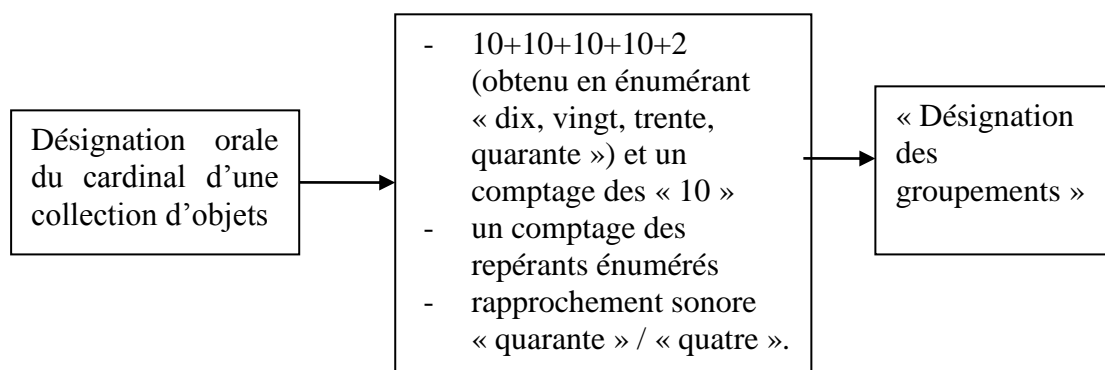 Désignation orale
du cardinal d’une
collection d’objets
- 10+10+10+10+2
(obtenu en énumérant
« dix, vingt, trente,
quarante ») et un
comptage des « 10 »
- un comptage des
repérants énumérés
- rapprochement sonore
« quarante » / « quatre ».
« Désignation
des
groupements »